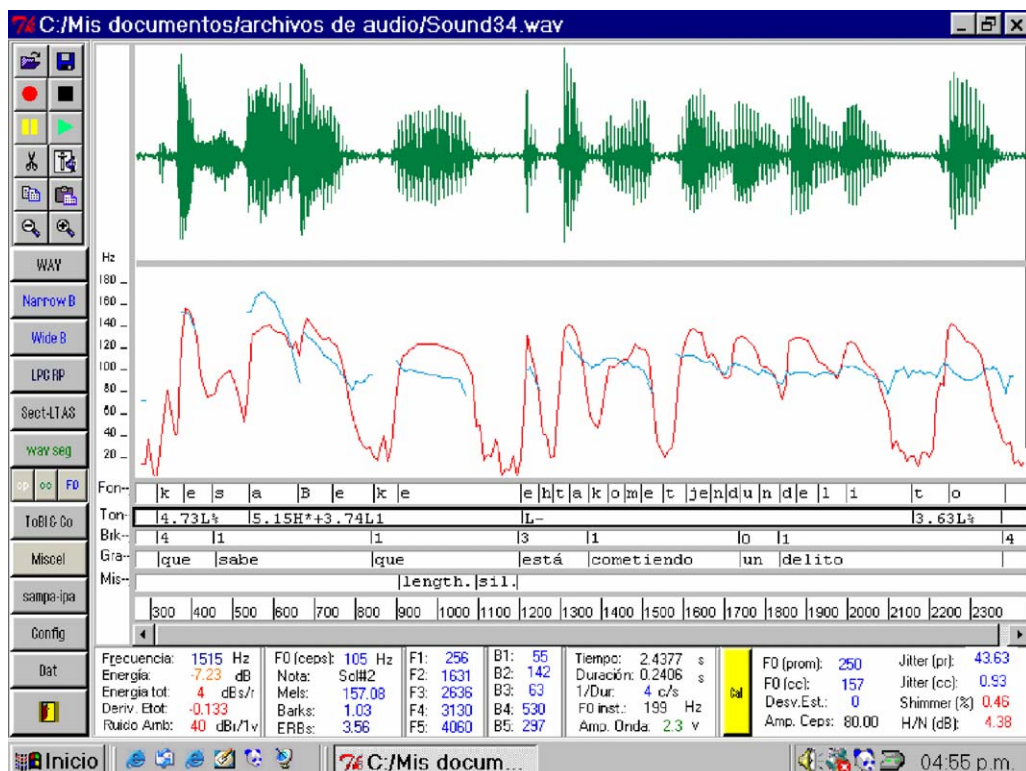 C:/Mis documentos/archivos de audio/Sound34.wav
WAV
Narrow B
Wide B
LPC RP
Sect-LTAS
wav seg
cc F0
ToBI & Co
Miscel
sampa-ipa
Config
Dat
Hz
180
160
140
120
100
80
60
40
20
Fon-- k e s a B e k e e h t a k o m e t j e n d u n d e l i t o
Ton-- 4.73L% 5.15H*+3.74L1 L- 3.63L%
Brk-- 4 1 1 3 1 0 1 4
Gra-- que sabe que está cometiendo un delito
Mis-- length. sil.
300 400 500 600 700 800 900 1000 1100 1200 1300 1400 1500 1600 1700 1800 1900 2000 2100 2200 2300
Frecuencia: 1515 Hz
Energía: -7.23 dB
Energia tot: 4 dBs/r
Deriv. Etot: -0.133
Ruido Amb: 40 dBr/1v
F0 (ceps): 105 Hz
Nota: Sol#2
Mels: 157.08
Barks: 1.03
ERBs: 3.56
F1: 256
F2: 1631
F3: 2636
F4: 3130
F5: 4060
B1: 55
B2: 142
B3: 63
B4: 530
B5: 297
Tiempo: 2.4377 s
Duración: 0.2406 s
1/Dur: 4 c/s
F0 inst.: 199 Hz
Amp. Onda: 2.3 v
Cal
F0 (prom): 250
F0 (cc): 157
Desv.Est.: 0
Amp. Ceps: 80.00
Jitter (pr): 43.63
Jitter (cc): 0.93
Shimmer (%) 0.46
H/N (dB): 4.38
Inicio
C:/Mis docum...
04:55 p.m.